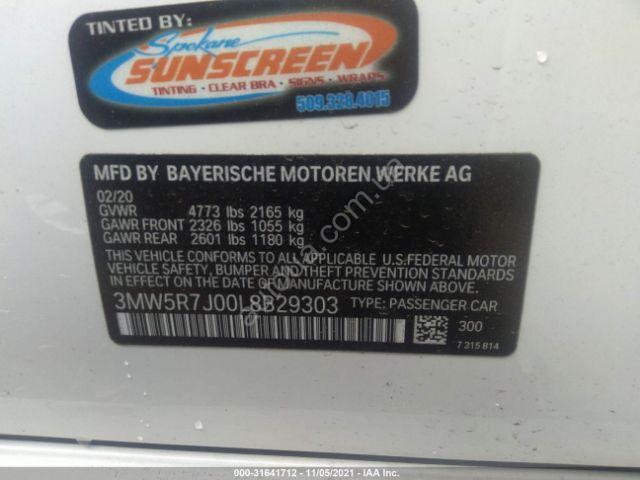 TINTED BY:
Spokane
SUNSCREEN
TINTING - CLEAR BRA - SIGNS - WRAPS
509.328.4015
MFD BY BAYERISCHE MOTOREN WERKE AG
02/20
GVWR 4773 lbs 2165 kg
GAWR FRONT 2326 lbs 1055 kg
GAWR REAR 2601 lbs 1180 kg
THIS VEHICLE CONFORMS TO ALL APPLICABLE U.S.FEDERAL MOTOR
VEHICLE SAFETY, BUMPER AND/THEFT PREVENTION
STANDARDS IN EFFECT ON THE DATE OF MANUFACTURE SHOWN ABOVE.
3MW5R7J00L8B29303 TYPE: PASSENGER CAR
300
7 315 814
000-31641712 - 11/05/2021 - IAA Inc.